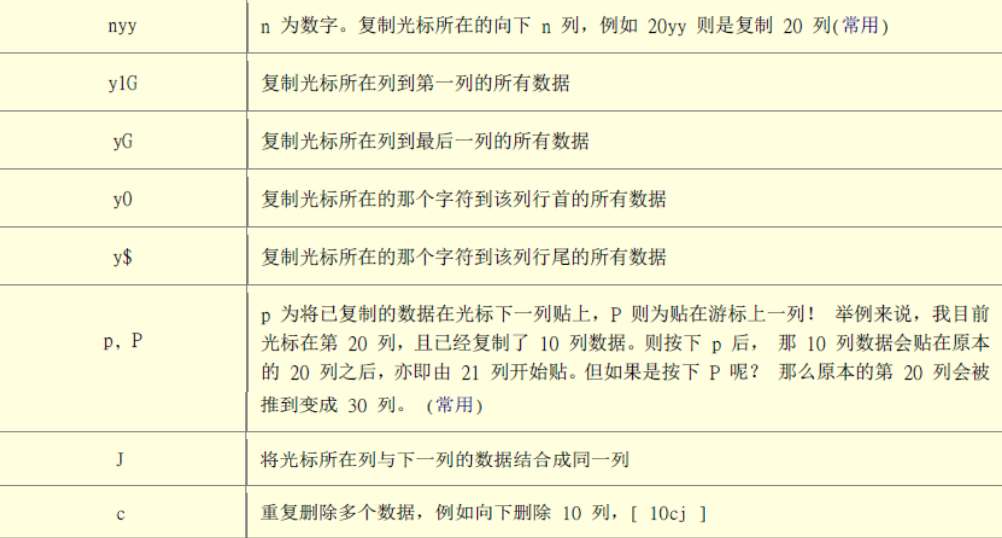 nyy n 为数字。复制光标所在的向下 n 列，例如 20yy 则是复制 20 列(常用)
y1G 复制光标所在列到第一列的所有数据
yG 复制光标所在列到最后一列的所有数据
y0 复制光标所在的那个字符到该列行首的所有数据
y$ 复制光标所在的那个字符到该列行尾的所有数据
p, P
p 为将已复制的数据在光标下一列贴上，P 则为贴在游标上一列！ 举例来说，我目前
光标在第 20 列，且已经复制了 10 列数据。则按下 p 后， 那 10 列数据会贴在原本
的 20 列之后，亦即由 21 列开始贴。但如果是按下 P 呢？ 那么原本的第 20 列会被
推到变成 30 列。 (常用)
J 将光标所在列与下一列的数据结合成同一列
c 重复删除多个数据，例如向下删除 10 列，[ 10cj ]